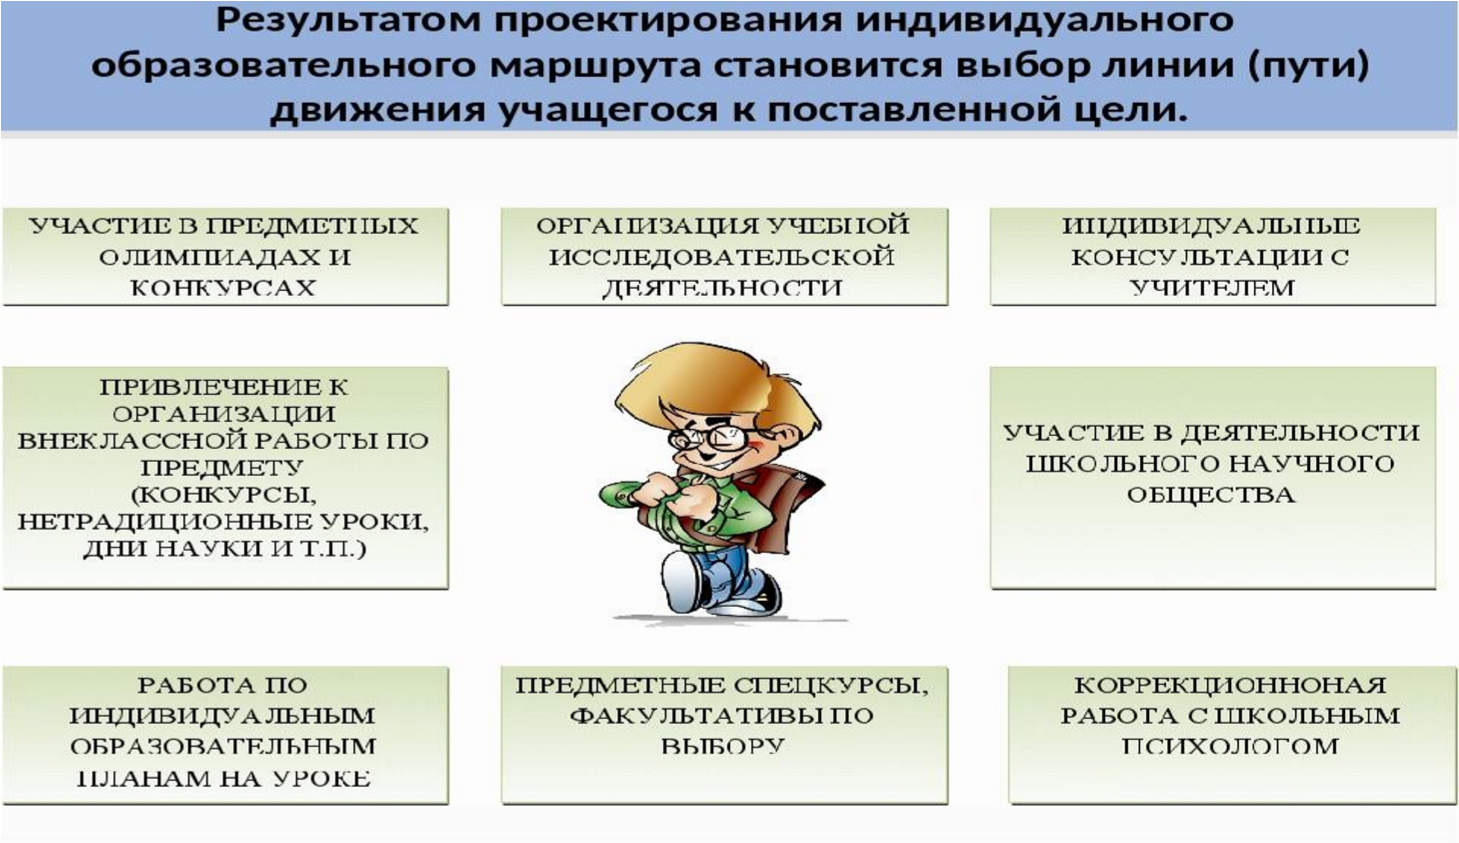 Результатом проектирования индивидуального
образовательного маршрута становится выбор линии (пути)
движения учащегося к поставленной цели.
УЧАСТИЕ В ПРЕДМЕТНЫХ
ОЛИМПИАДАХ И
КОНКУРСАХ
ОРГАНИЗАЦИЯ УЧЕБНОЙ
ИССЛЕДОВАТЕЛЬСКОЙ
ДЕЯТЕЛЬНОСТИ
ИНДИВИДУАЛЬНЫЕ
КОНСУЛЬТАЦИИ С
УЧИТЕЛЕМ
ПРИВЛЕЧЕНИЕ К
ОРГАНИЗАЦИИ
ВНЕКЛАССНОЙ РАБОТЫ ПО
ПРЕДМЕТУ
(КОНКУРСЫ,
НЕТРАДИЦИОННЫЕ УРОКИ,
ДНИ НАУКИ И Т.П.)
УЧАСТИЕ В ДЕЯТЕЛЬНОСТИ
ШКОЛЬНОГО НАУЧНОГО
ОБЩЕСТВА
РАБОТА ПО
ИНДИВИДУАЛЬНЫМ
ОБРАЗОВАТЕЛЬНЫМ
ПЛАНАМ НА УРОКЕ
ПРЕДМЕТНЫЕ СПЕЦКУРСЫ,
ФАКУЛЬТАТИВЫ ПО
ВЫБОРУ
КОРРЕКЦИОННОНАЯ
РАБОТА С ШКОЛЬНЫМ
ПСИХОЛОГОМ